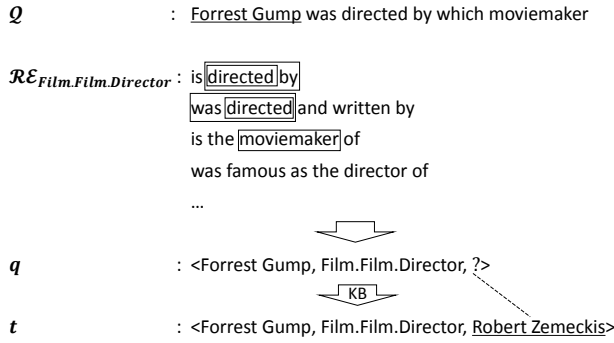 Q : Forrest Gump was directed by which moviemaker
ℛℰ_Film.Film.Director : is directed by
was directed and written by
is the moviemaker of
was famous as the director of
...
q : <Forrest Gump, Film.Film.Director, ?>
KB
t : <Forrest Gump, Film.Film.Director, Robert Zemeckis>